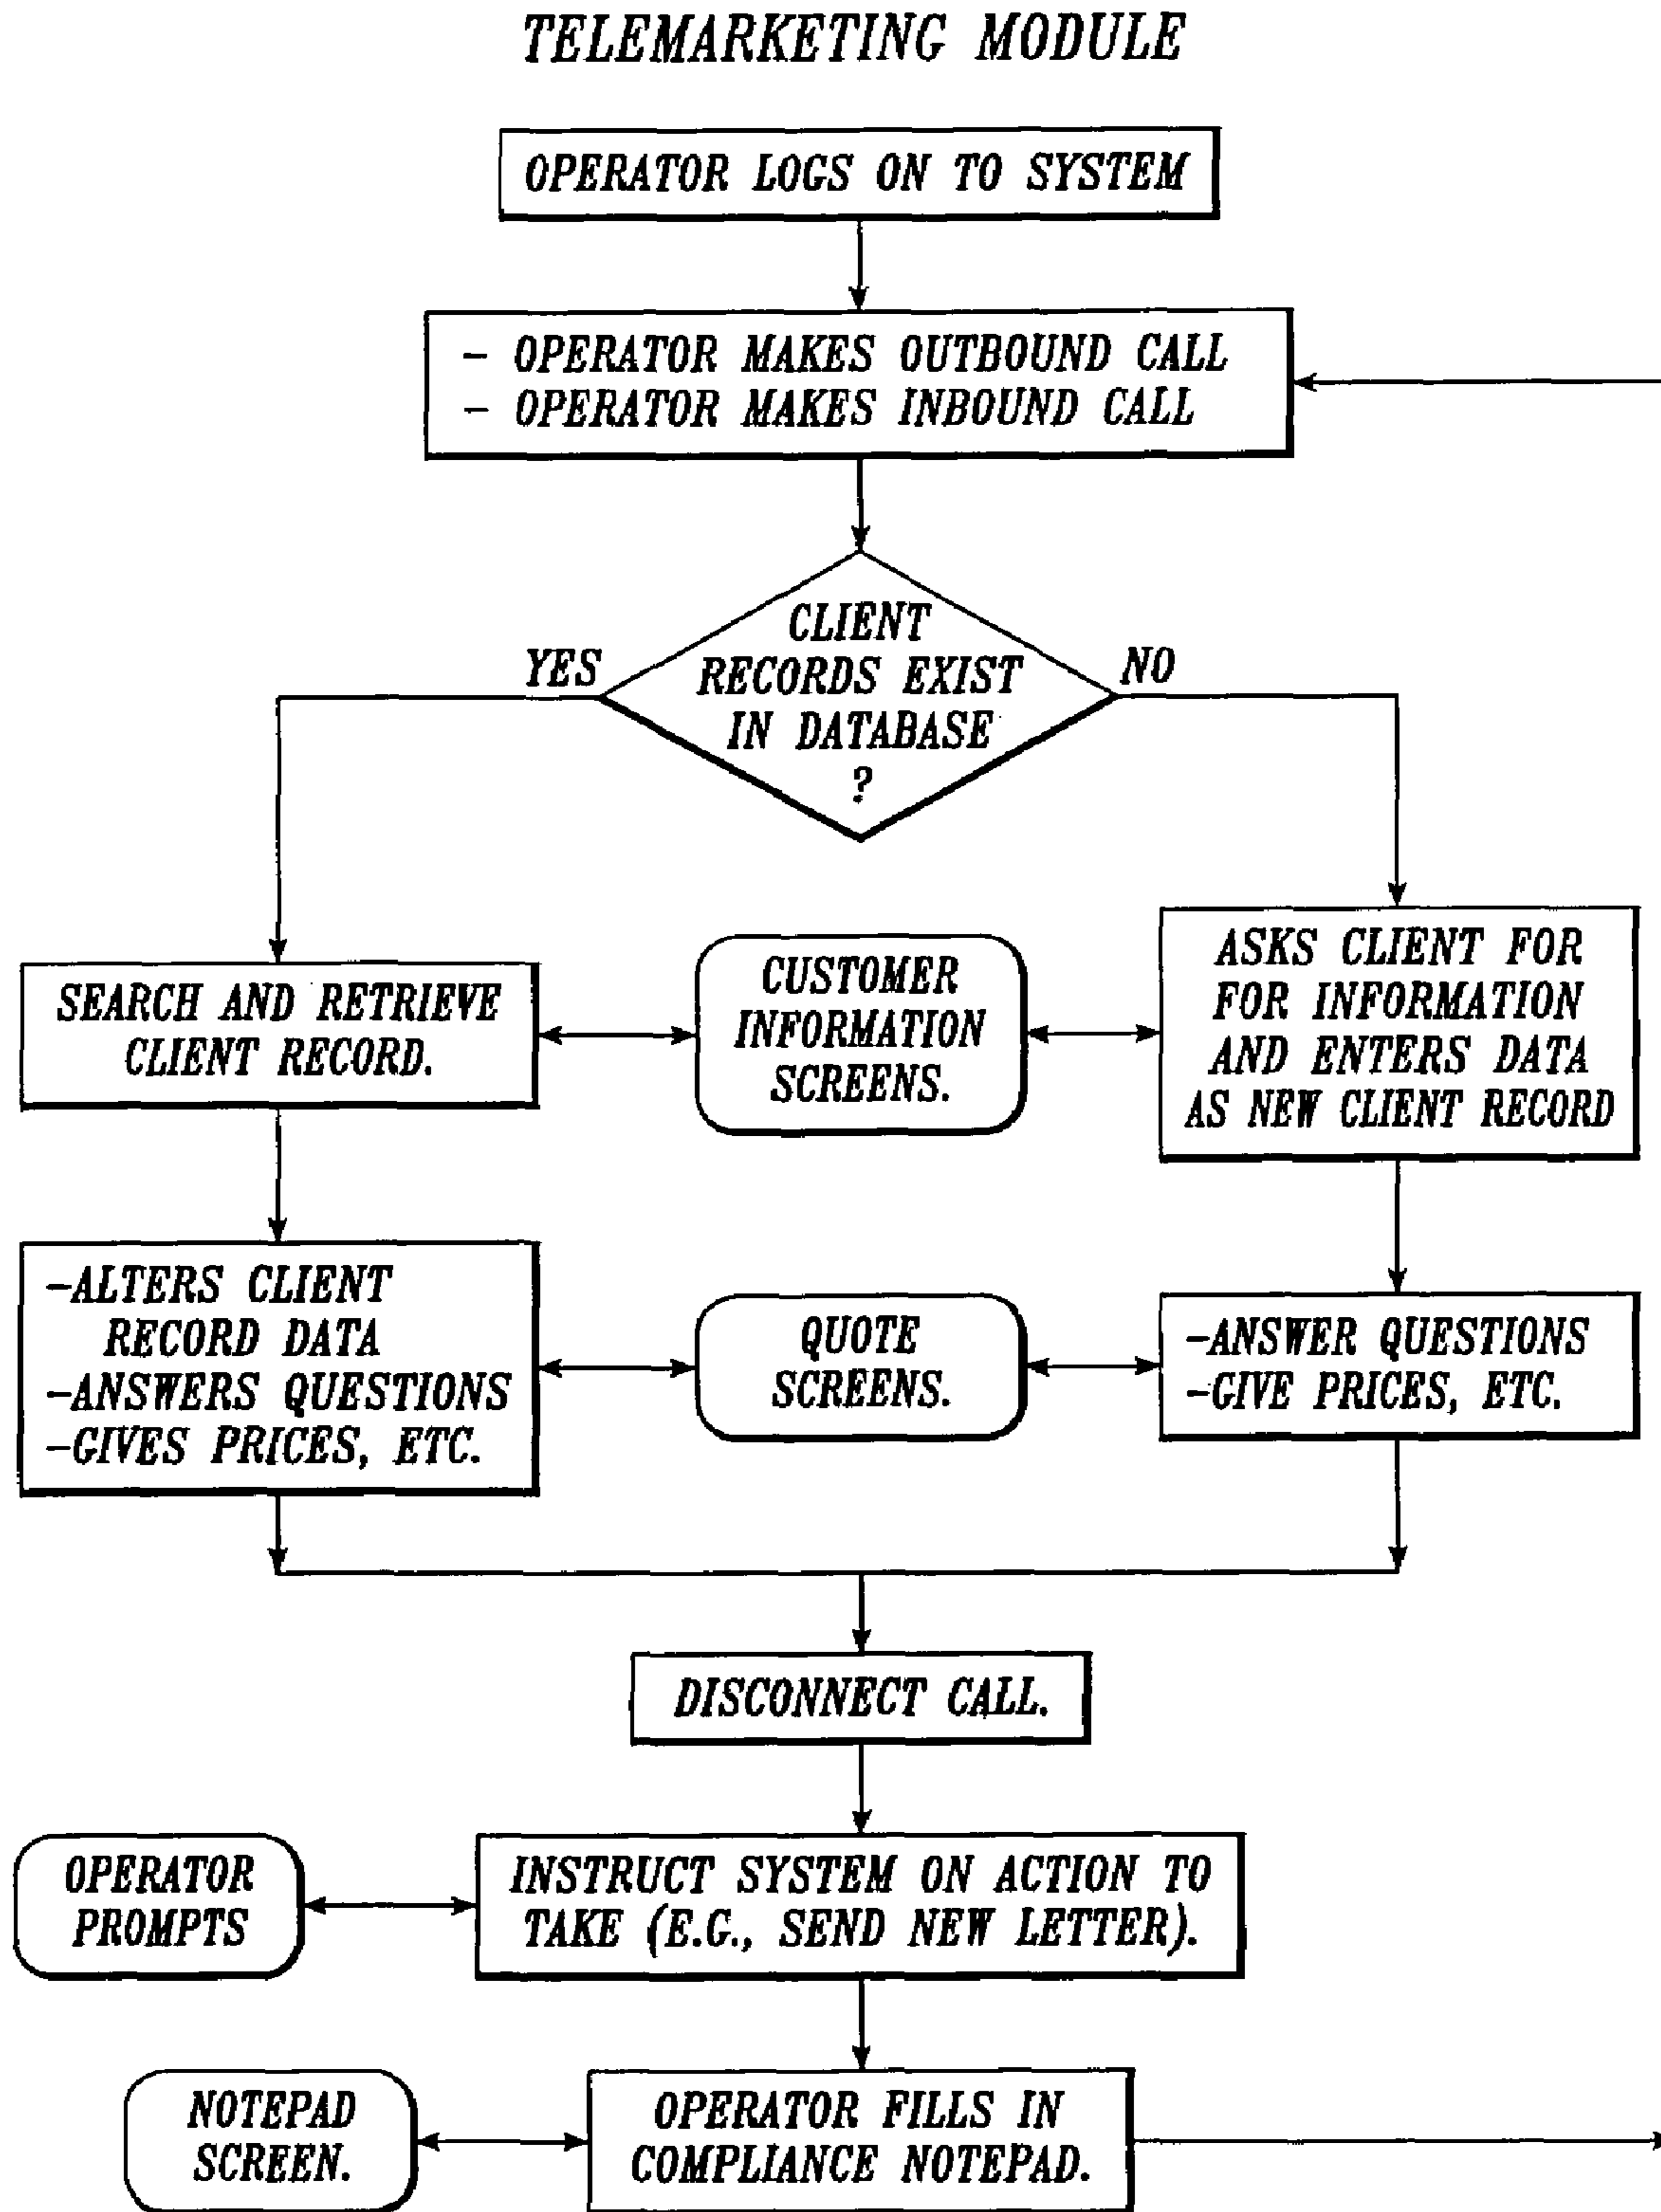 TELEMARKETING MODULE
OPERATOR LOGS ON TO SYSTEM
- OPERATOR MAKES OUTBOUND CALL
- OPERATOR MAKES INBOUND CALL
CLIENT
RECORDS EXIST
IN DATABASE
?
YES
NO
SEARCH AND RETRIEVE
CLIENT RECORD.
CUSTOMER
INFORMATION
SCREENS.
ASKS CLIENT FOR
FOR INFORMATION
AND ENTERS DATA
AS NEW CLIENT RECORD
-ALTERS CLIENT
RECORD DATA
-ANSWERS QUESTIONS
-GIVES PRICES, ETC.
QUOTE
SCREENS.
-ANSWER QUESTIONS
-GIVE PRICES, ETC.
DISCONNECT CALL.
OPERATOR
PROMPTS
INSTRUCT SYSTEM ON ACTION TO
TAKE (E.G., SEND NEW LETTER).
NOTEPAD
SCREEN.
OPERATOR FILLS IN
COMPLIANCE NOTEPAD.